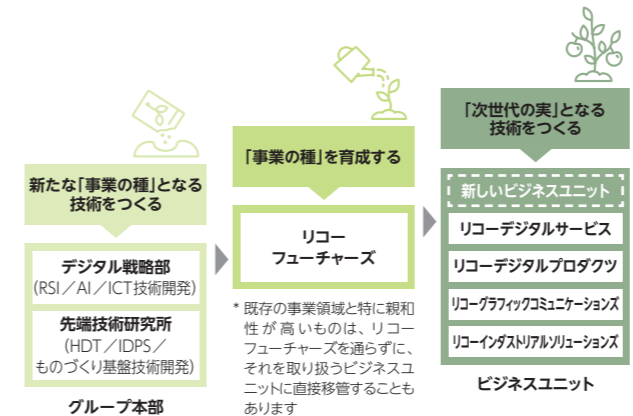 新たな「事業の種」となる
技術をつくる
デジタル戦略部
(RSI/AI/ICT技術開発)
先端技術研究所
(HDT/IDPS/
ものづくり基盤技術開発)
グループ本部
「事業の種」を育成する
リコー
フューチャーズ
* 既存の事業領域と特に親和
性が高いものは、リコー
フューチャーズを通らずに、
それを取り扱うビジネスユ
ニットに直接移管することも
あります
「次世代の実」となる
技術をつくる
新しいビジネスユニット
リコーデジタルサービス
リコーデジタルプロダクツ
リコーグラフィックコミュニケーションズ
リコーインダストリアルソリューションズ
ビジネスユニット